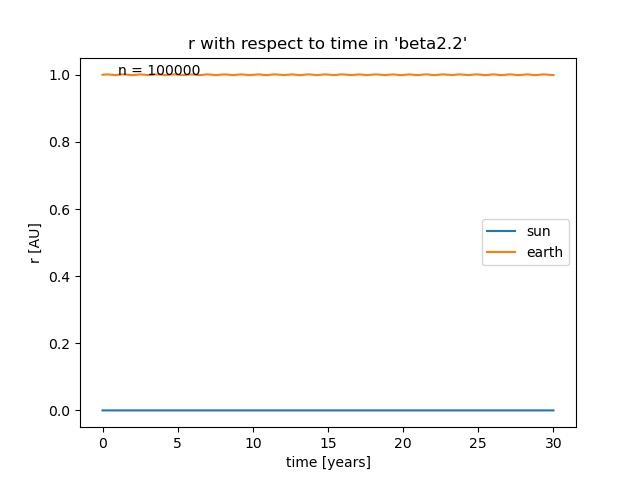 r with respect to time in 'beta2.2'
n = 100000
1.0
0.8
0.6
0.4
0.2
0.0
r [AU]
sun
earth
0 5 10 15 20 25 30
time [years]